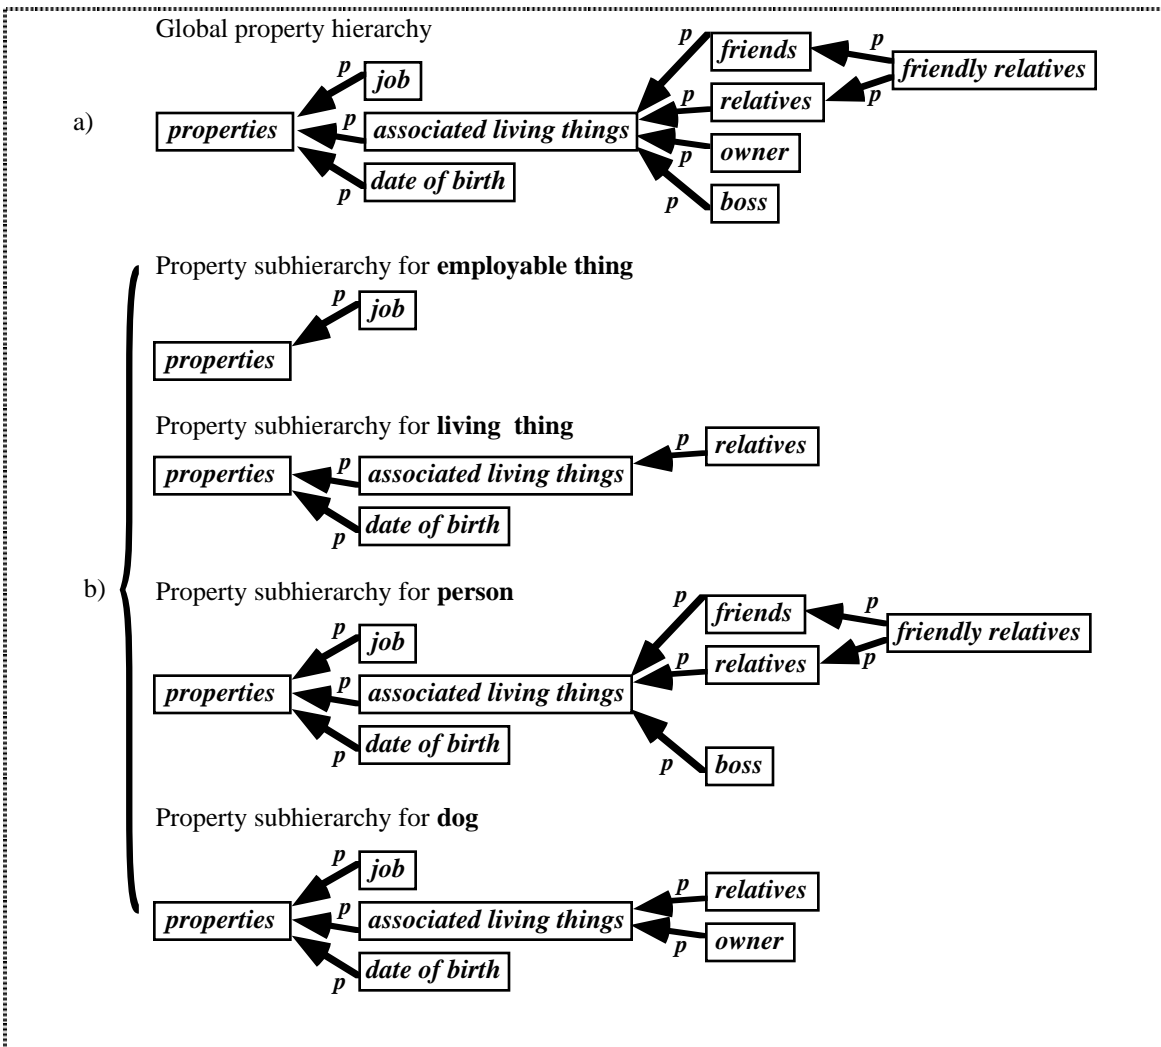 Global property hierarchy
p
friends
p
friendly relatives
p
job
p
relatives
p
a)
properties
p
associated living things
p
owner
p
date of birth
p
boss
Property subhierarchy for employable thing
p
job
properties
Property subhierarchy for living thing
p
relatives
properties
p
associated living things
p
date of birth
b)
Property subhierarchy for person
p
friends
p
friendly relatives
p
job
p
relatives
p
properties
p
associated living things
p
date of birth
p
boss
Property subhierarchy for dog
p
job
p
relatives
properties
p
associated living things
p
owner
p
date of birth